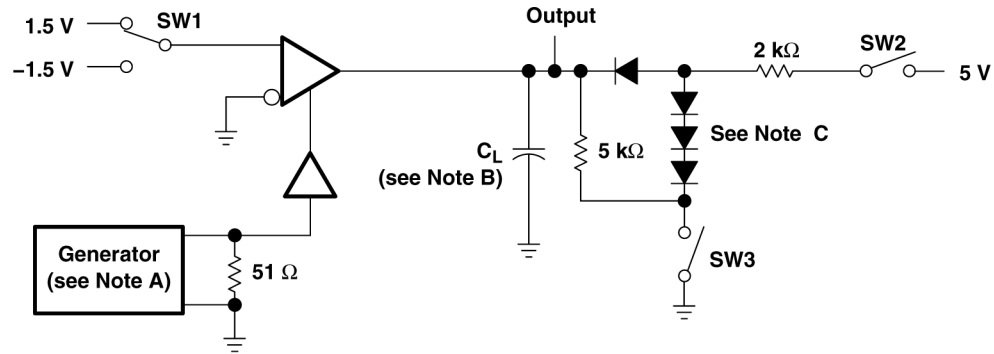 Output
1.5 V
SW1
−1.5 V
2 kΩ
SW2
5 V
See Note C
CL
(see Note B)
5 kΩ
Generator
(see Note A)
51 Ω
SW3